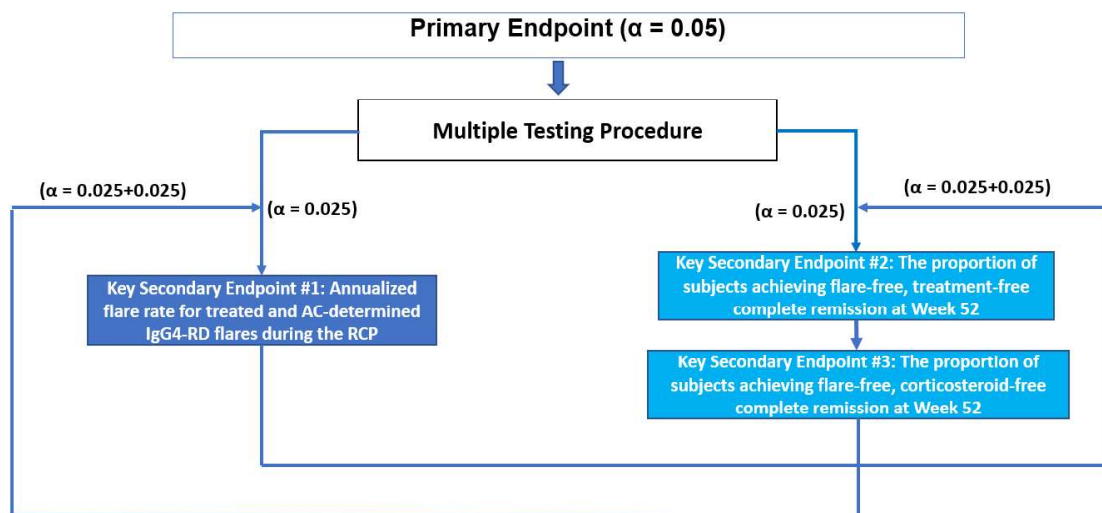 Primary Endpoint (α = 0.05)
Multiple Testing Procedure
(α = 0.025+0.025)
(α = 0.025)
(α = 0.025)
(α = 0.025+0.025)
Key Secondary Endpoint #1: Annualized
flare rate for treated and AC-determined
IgG4-RD flares during the RCP
Key Secondary Endpoint #2: The proportion of
subjects achieving flare-free, treatment-free
complete remission at Week 52
Key Secondary Endpoint #3: The proportion of
subjects achieving flare-free, corticosteroid-free
complete remission at Week 52